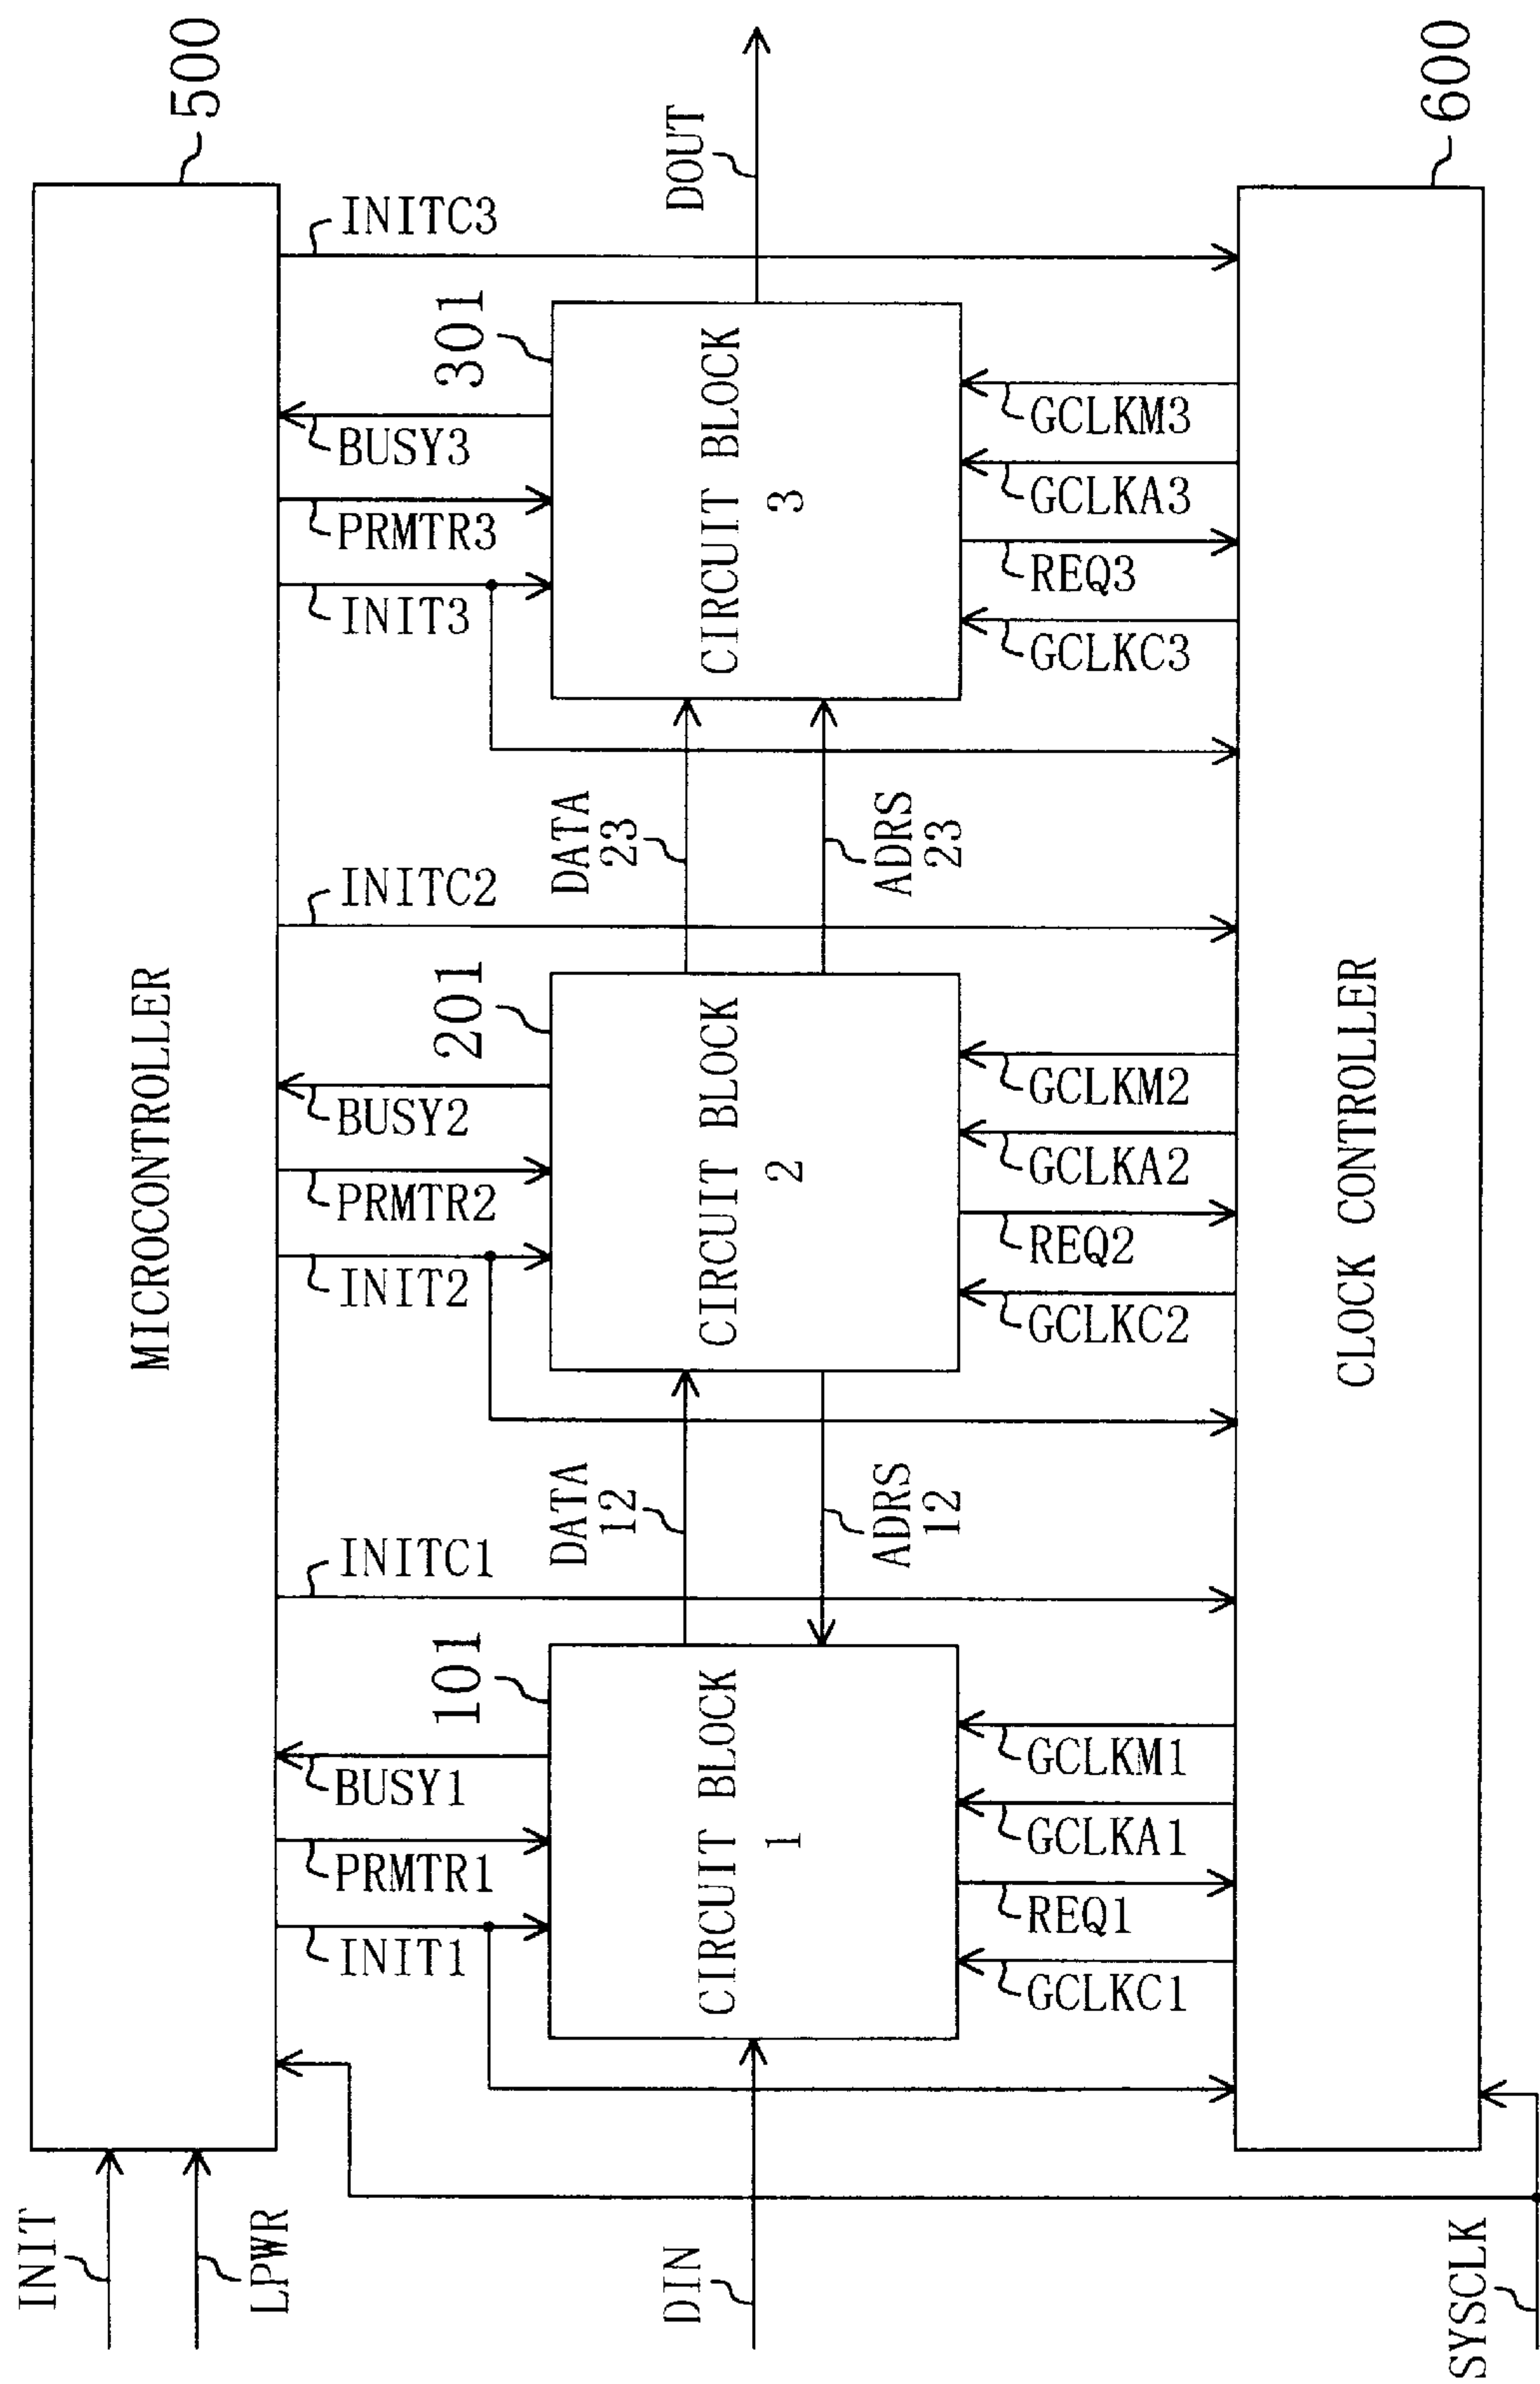 INIT
LPWR
MICROCONTROLLER
500
INIT1
PRMTR1
BUSY1
INITC1
INIT2
PRMTR2
BUSY2
INITC2
INIT3
PRMTR3
BUSY3
INITC3
101
201
301
DIN
CIRCUIT BLOCK
1
DATA
12
ADRS
12
CIRCUIT BLOCK
2
DATA
23
ADRS
23
CIRCUIT BLOCK
3
DOUT
GCLKC1
REQ1
GCLKA1
GCLKM1
GCLKC2
REQ2
GCLKA2
GCLKM2
GCLKC3
REQ3
GCLKA3
GCLKM3
SYSCLK
CLOCK CONTROLLER
600